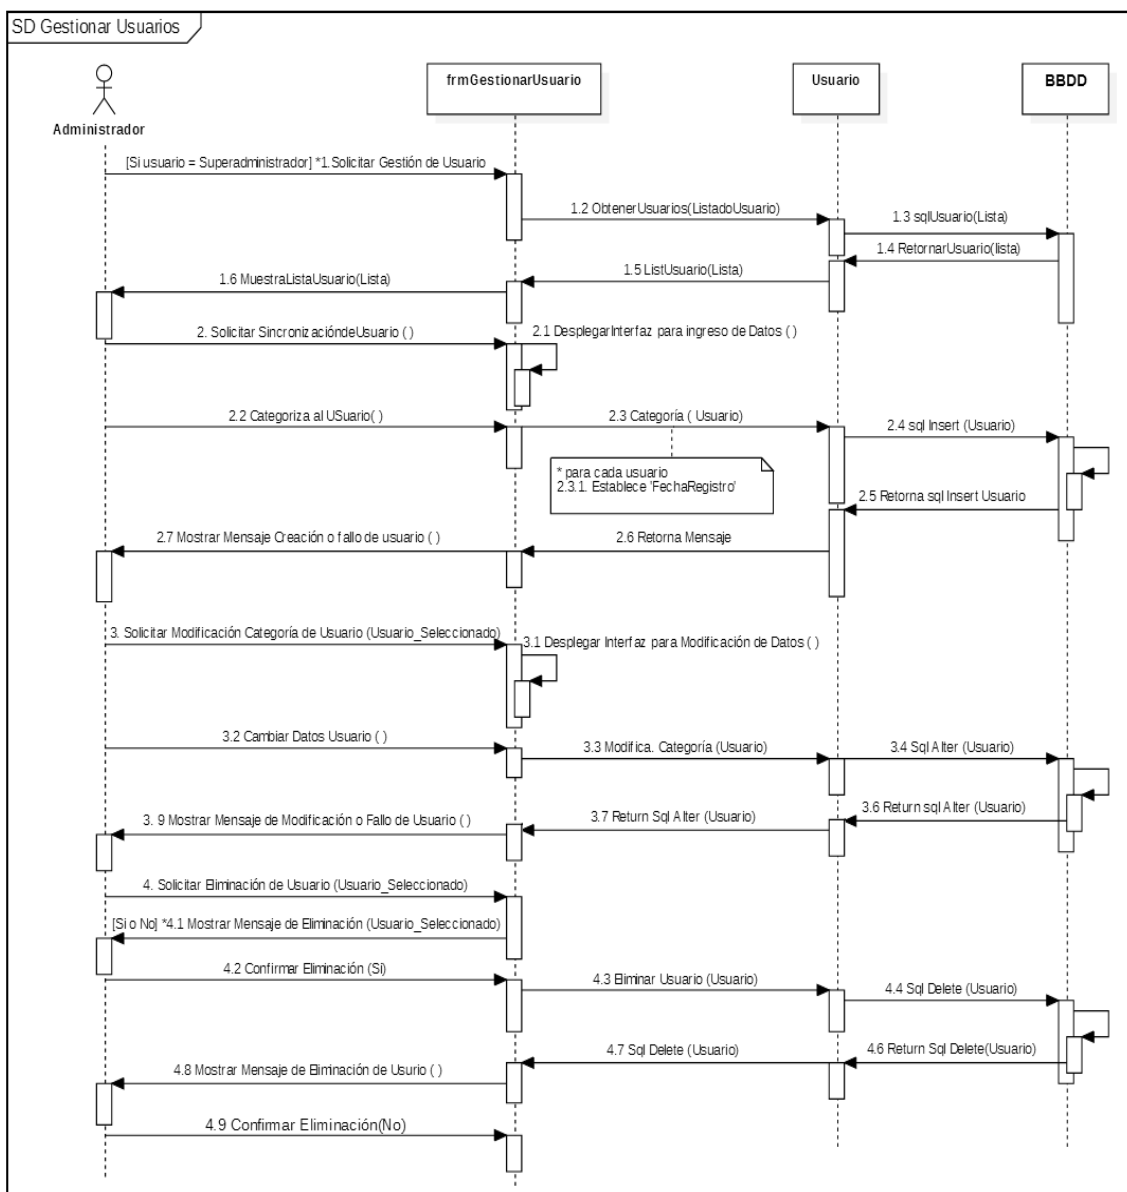 SD Gestionar Usuarios
Administrador
frmGestionarUsuario
Usuario
BBDD
[Si usuario = Superadministrador] *1.Solicitar Gestión de Usuario
1.2 ObtenerUsuarios(ListadoUsuario)
1.3 sqlUsuario(Lista)
1.4 RetornarUsuario(lista)
1.5 ListUsuario(Lista)
1.6 MuestraListaUsuario(Lista)
2. Solicitar SincronizacióndeUsuario ( )
2.1 DesplegarInterfaz para ingreso de Datos ( )
2.2 Categoriza al USuario( )
2.3 Categoría ( Usuario)
2.4 sql Insert (Usuario)
* para cada usuario
2.3.1. Establece 'FechaRegistro'
2.5 Retorna sql Insert Usuario
2.6 Retorna Mensaje
2.7 Mostrar Mensaje Creación o fallo de usuario ( )
3. Solicitar Modificación Categoría de Usuario (Usuario_Seleccionado)
3.1 Desplegar Interfaz para Modificación de Datos ( )
3.2 Cambiar Datos Usuario ( )
3.3 Modifica. Categoría (Usuario)
3.4 Sql Alter (Usuario)
3.6 Return sql Alter (Usuario)
3.7 Return Sql Alter (Usuario)
3. 9 Mostrar Mensaje de Modificación o Fallo de Usuario ( )
4. Solicitar Eliminación de Usuario (Usuario_Seleccionado)
[Si o No] *4.1 Mostrar Mensaje de Eliminación (Usuario_Seleccionado)
4.2 Confirmar Eliminación (Si)
4.3 Eliminar Usuario (Usuario)
4.4 Sql Delete (Usuario)
4.6 Return Sql Delete(Usuario)
4.7 Sql Delete (Usuario)
4.8 Mostrar Mensaje de Eliminación de Usurio ( )
4.9 Confirmar Eliminación(No)